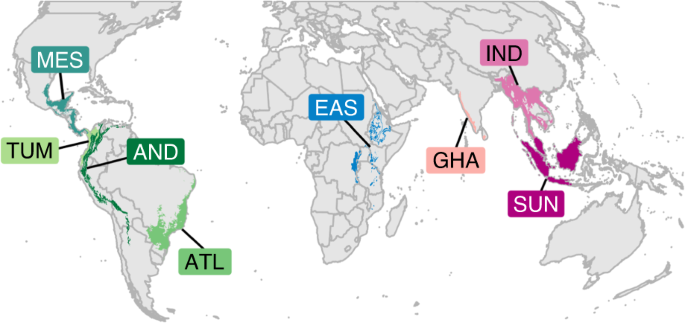 MES
IND
EAS
TUM
AND
GHA
SUN
ATL